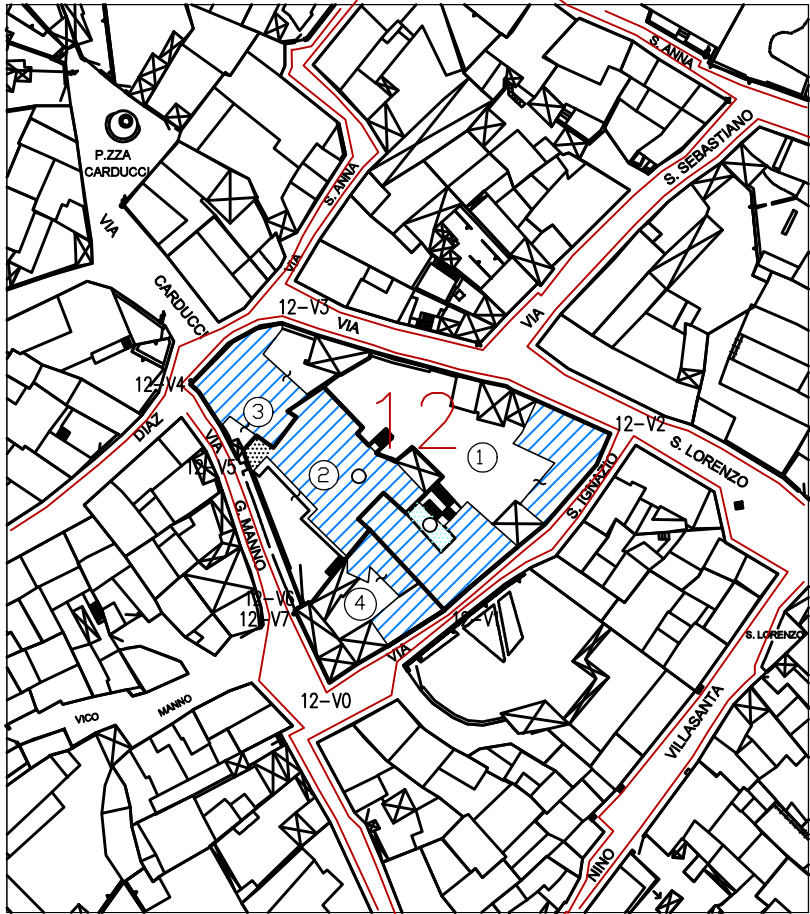 S. ANNA
S. SEBASTIANO
P.ZZA
CARDUCCI
S. ANNA
VIA
VIA
CARDUCCI
12-V3
VIA
VIA
12-V4
3
12
12-V2
DIAZ
VIA
1
S. LORENZO
12-V5
2
S. IGNAZIO
G. MANNO
12-V6
4
12-V7
12-V1
S. LORENZO
VIA
12-V0
MANNO
VICO
VILLASANTA
NINO